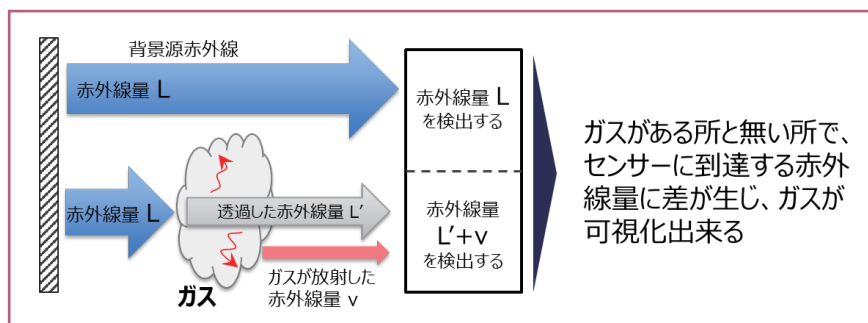 背景源赤外線
赤外線量 L
赤外線量 L
を検出する
赤外線量 L
透過した赤外線量 L’
ガスが放射した
赤外線量 v
ガス
赤外線量
L’+v
を検出する
ガスがある所と無い所で、
センサーに到達する赤外
線量に差が生じ、ガスが
可視化出来る